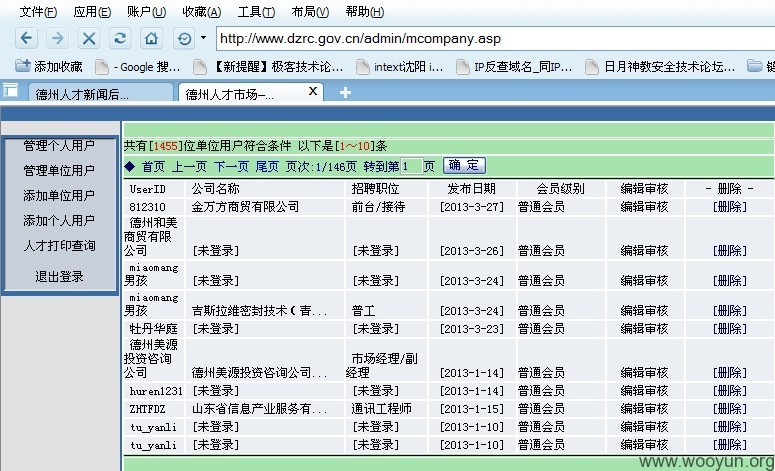 文件(F) 应用(E) 账户(U) 收藏(A) 工具(T) 布局(V) 帮助(H)
http://www.dzrc.gov.cn/admin/mcompany.asp
添加收藏 - Google 搜... 【新提醒】极客技术论... intext沈阳 i... IP反查域名_同IP... 日月神教安全技术论坛... 链
德州人才新闻后... 德州人才市场--... X
管理个人用户
管理单位用户
添加单位用户
添加个人用户
人才打印查询
退出登录
共有[1455]位单位用户符合条件 以下是[1～10]条
◆ 首页 上一页 下一页 尾页 页次:1/146页 转到第 1 页 确 定
UserID 公司名称 招聘职位 发布日期 会员级别 编辑审核 - 删除 -
812310 金万方商贸有限公司 前台/接待 [2013-3-27] 普通会员 编辑审核 [删除]
德州和美
商贸有限
公司 [未登录] [未登录] [2013-3-26] 普通会员 编辑审核 [删除]
miaomang
男孩 [未登录] [未登录] [2013-3-24] 普通会员 编辑审核 [删除]
miaomang
男孩 吉斯拉维密封技术（青... 普工 [2013-3-24] 普通会员 编辑审核 [删除]
牡丹华庭 [未登录] [未登录] [2013-3-23] 普通会员 编辑审核 [删除]
德州美源
投资咨询
公司 德州美源投资咨询公司... 市场经理/副
经理 [2013-1-14] 普通会员 编辑审核 [删除]
huren1231 [未登录] [未登录] [2013-1-14] 普通会员 编辑审核 [删除]
ZHTFDZ 山东省信息产业服务有... 通讯工程师 [2013-1-15] 普通会员 编辑审核 [删除]
tu_yanli [未登录] [未登录] [2013-1-10] 普通会员 编辑审核 [删除]
tu_yanli [未登录] [未登录] [2013-1-10] 普通会员 编辑审核 [删除]
www.wooyun.org